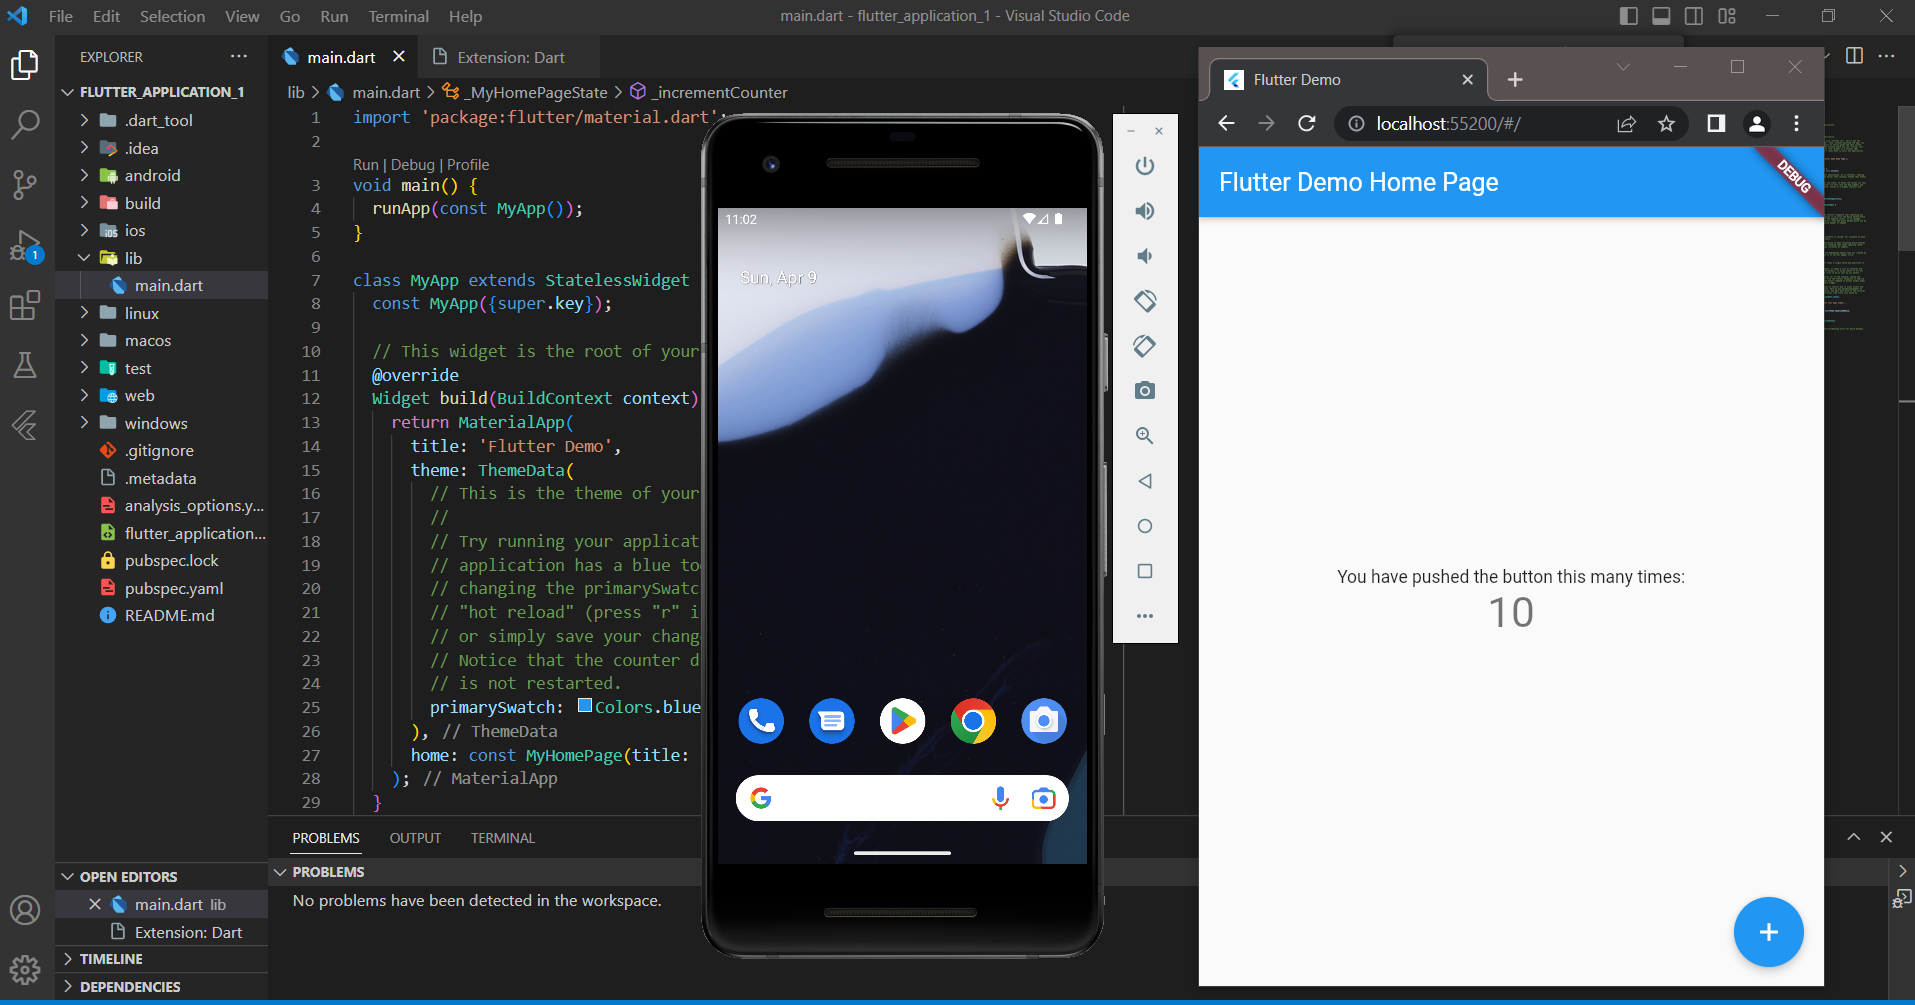 File Edit Selection View Go Run Terminal Help
main.dart - flutter_application_1 - Visual Studio Code
EXPLORER
FLUTTER_APPLICATION_1
.dart_tool
.idea
android
build
ios
lib
main.dart
linux
macos
test
web
windows
.gitignore
.metadata
analysis_options.y...
flutter_application...
pubspec.lock
pubspec.yaml
README.md
1
OPEN EDITORS
main.dart lib
Extension: Dart
TIMELINE
DEPENDENCIES
main.dart
Extension: Dart
lib > main.dart > _MyHomePageState > _incrementCounter
1 import 'package:flutter/material.dart';
2
Run | Debug | Profile
3 void main() {
4 runApp(const MyApp());
5 }
6
7 class MyApp extends StatelessWidget
8 const MyApp({super.key});
9
10 // This widget is the root of your
11 @override
12 Widget build(BuildContext context)
13 return MaterialApp(
14 title: 'Flutter Demo',
15 theme: ThemeData(
16 // This is the theme of your
17 //
18 // Try running your applicat
19 // application has a blue to
20 // changing the primarySwatc
21 // "hot reload" (press "r" i
22 // or simply save your chang
23 // Notice that the counter d
24 // is not restarted.
25 primarySwatch: Colors.blue
26 ), // ThemeData
27 home: const MyHomePage(title:
28 ); // MaterialApp
29 }
PROBLEMS OUTPUT TERMINAL
PROBLEMS
No problems have been detected in the workspace.
11:02
Sun, Apr 9
Flutter Demo
localhost:55200/#/
Flutter Demo Home Page
DEBUG
You have pushed the button this many times:
10